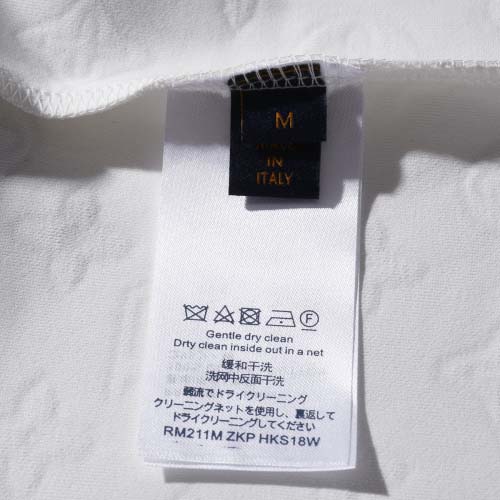 M
MADE
IN
ITALY
F
Gentle dry clean
Drty clean inside out in a net
缓和干洗
洗网中反面干洗
弱流でドライクリーニング
クリーニングネットを使用し、裏返して
ドライクリーニングしてください
RM211M ZKP HKS18W